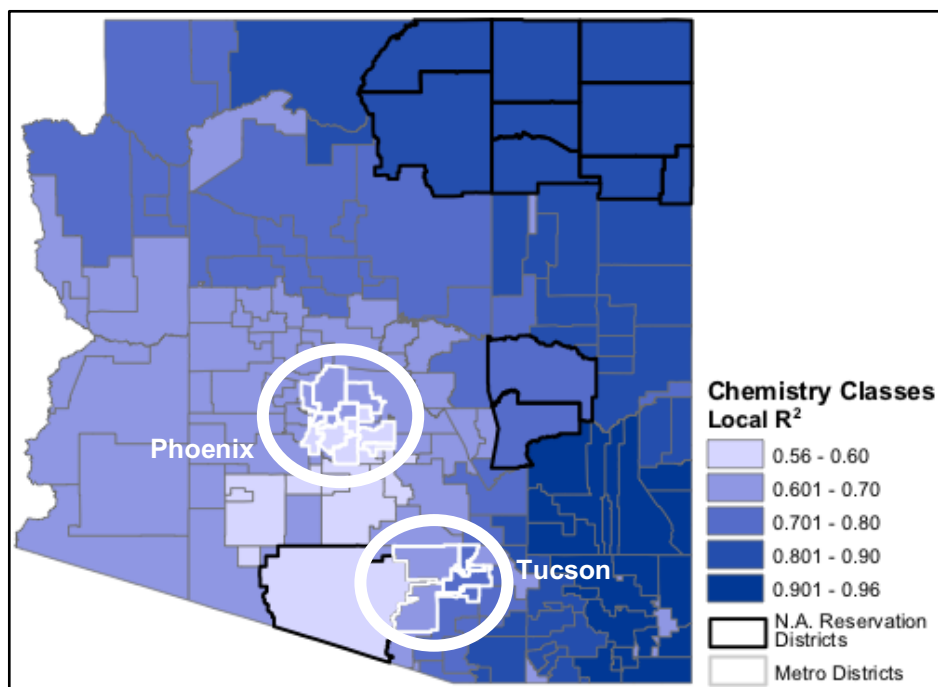 Phoenix
Tucson
Chemistry Classes
Local R²
0.56 - 0.60
0.601 - 0.70
0.701 - 0.80
0.801 - 0.90
0.901 - 0.96
N.A. Reservation
Districts
Metro Districts